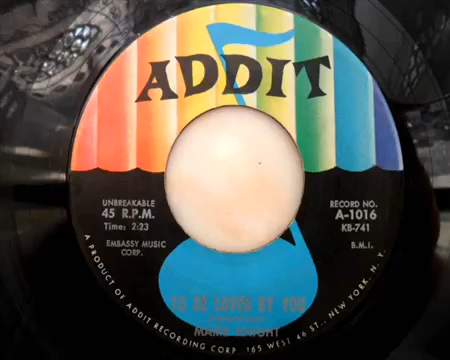 ADDIT
UNBREAKABLE
45 R.P.M.
Time: 2:23
EMBASSY MUSIC
CORP.
RECORD NO.
A-1016
KB-741
B.M.I.
TO BE LOVED BY YOU
A PRODUCT OF ADDIT RECORDING CORP. 165 WEST 46 ST., NEW YORK, N.Y.